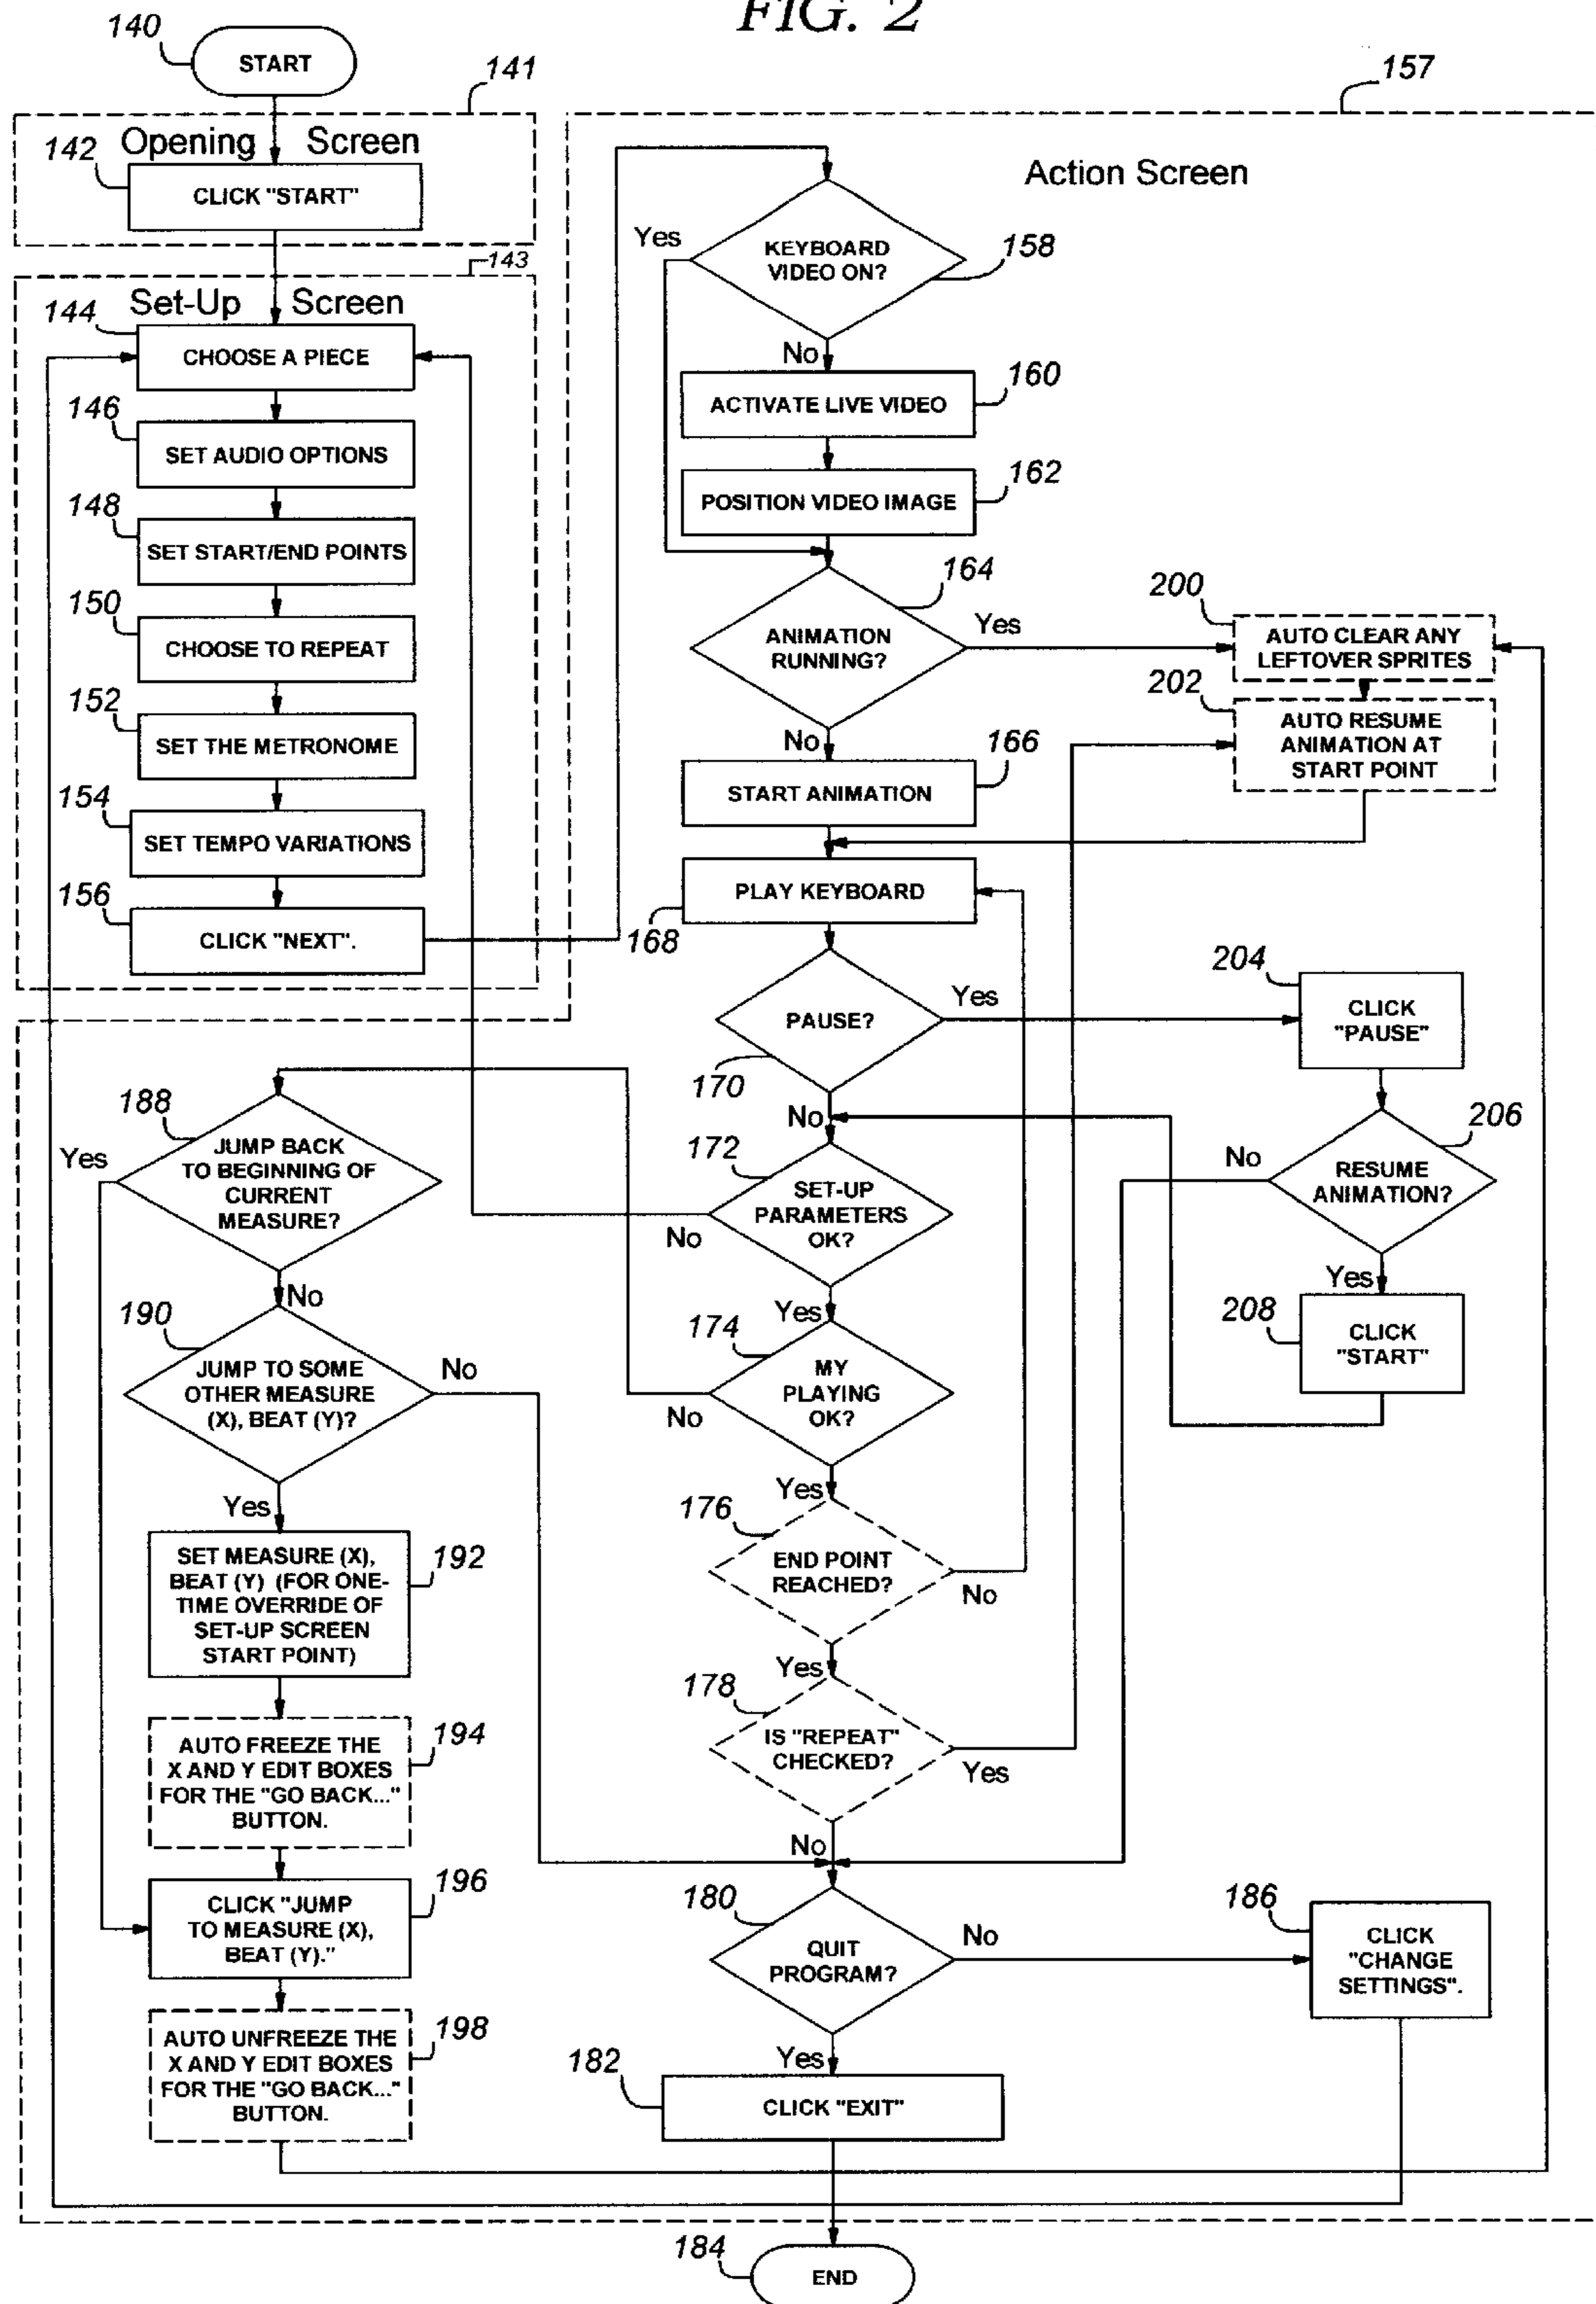 FIG. 2
140
START
141
Opening Screen
142
CLICK "START"
143
Set-Up Screen
144
CHOOSE A PIECE
146
SET AUDIO OPTIONS
148
SET START/END POINTS
150
CHOOSE TO REPEAT
152
SET THE METRONOME
154
SET TEMPO VARIATIONS
156
CLICK "NEXT".
157
Action Screen
KEYBOARD
VIDEO ON?
158
Yes
No
160
ACTIVATE LIVE VIDEO
162
POSITION VIDEO IMAGE
164
ANIMATION
RUNNING?
Yes
No
200
AUTO CLEAR ANY
LEFTOVER SPRITES
202
AUTO RESUME
ANIMATION AT
START POINT
166
START ANIMATION
PLAY KEYBOARD
168
PAUSE?
170
Yes
No
204
CLICK
"PAUSE"
206
RESUME
ANIMATION?
No
Yes
208
CLICK
"START"
172
SET-UP
PARAMETERS
OK?
No
Yes
174
MY
PLAYING
OK?
No
Yes
176
END POINT
REACHED?
No
Yes
178
IS "REPEAT"
CHECKED?
Yes
No
180
QUIT
PROGRAM?
No
Yes
186
CLICK
"CHANGE
SETTINGS".
182
CLICK "EXIT"
184
END
188
JUMP BACK
TO BEGINNING OF
CURRENT
MEASURE?
Yes
No
190
JUMP TO SOME
OTHER MEASURE
(X), BEAT (Y)?
No
Yes
192
SET MEASURE (X),
BEAT (Y) (FOR ONE-
TIME OVERRIDE OF
SET-UP SCREEN
START POINT)
194
AUTO FREEZE THE
X AND Y EDIT BOXES
FOR THE "GO BACK..."
BUTTON.
196
CLICK "JUMP
TO MEASURE (X),
BEAT (Y)."
198
AUTO UNFREEZE THE
X AND Y EDIT BOXES
FOR THE "GO BACK..."
BUTTON.